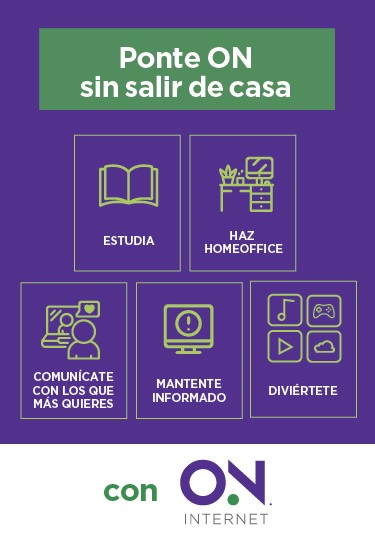 Ponte ON
sin salir de casa
ESTUDIA
HAZ
HOMEOFFICE
COMUNÍCATE
CON LOS QUE
MÁS QUIERES
MANTENTE
INFORMADO
DIVIÉRTETE
con ON.
INTERNET